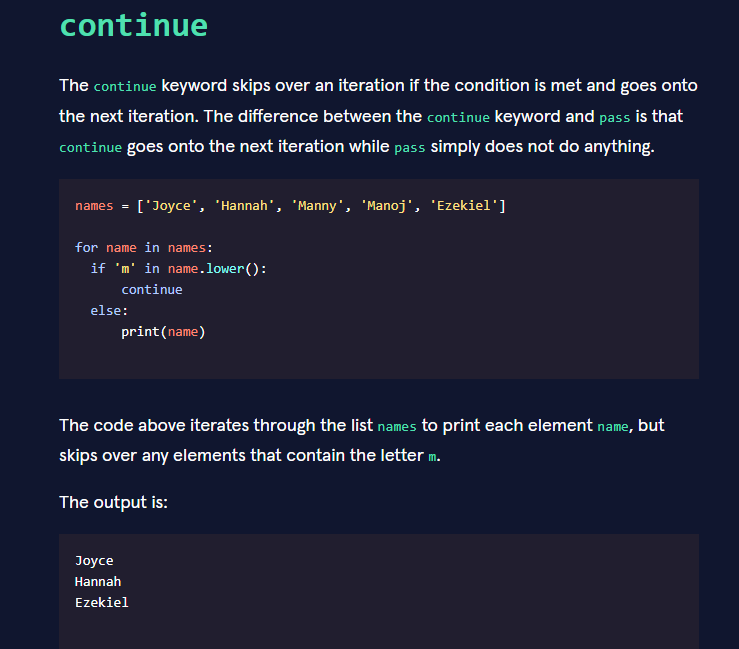 continue
The continue keyword skips over an iteration if the condition is met and goes onto
the next iteration. The difference between the continue keyword and pass is that
continue goes onto the next iteration while pass simply does not do anything.
names = ['Joyce', 'Hannah', 'Manny', 'Manoj', 'Ezekiel']
for name in names:
  if 'm' in name.lower():
      continue
  else:
      print(name)
The code above iterates through the list names to print each element name, but
skips over any elements that contain the letter m.
The output is:
Joyce
Hannah
Ezekiel